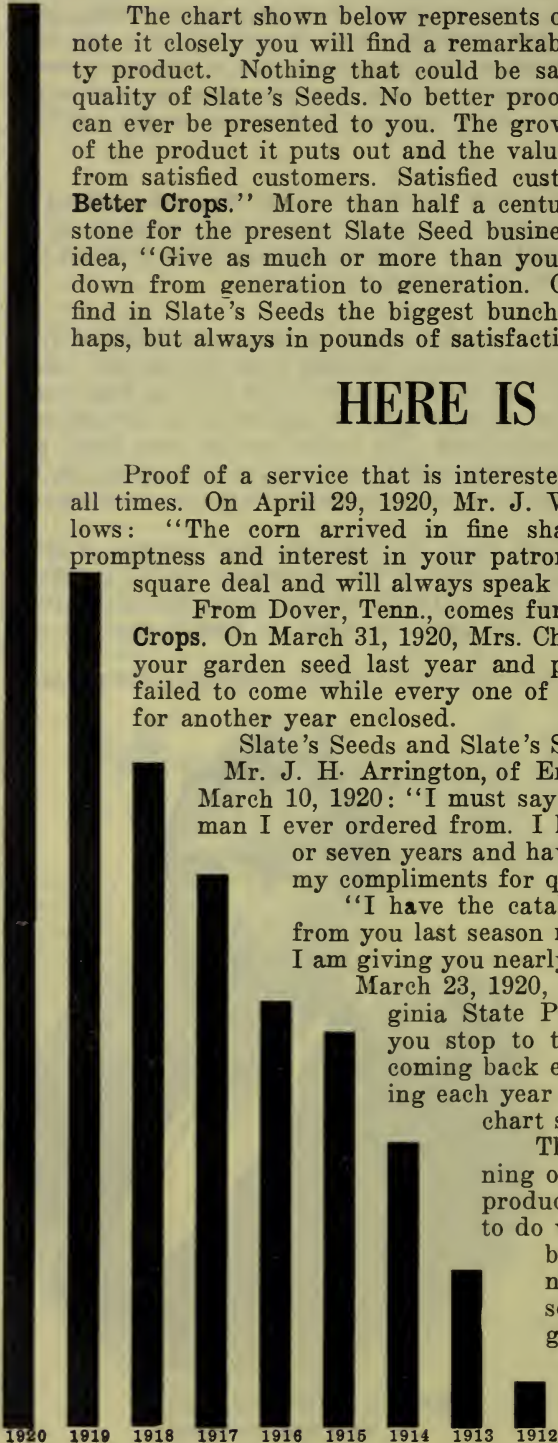 The chart shown below represents
note it closely you will find a remarkab
ty product. Nothing that could be sa
quality of Slate's Seeds. No better proo
can ever be presented to you. The grov
of the product it puts out and the valu
from satisfied customers. Satisfied cust
Better Crops." More than half a centu
stone for the present Slate Seed busine
idea, "Give as much or more than you
down from generation to generation.
find in Slate's Seeds the biggest bunch
haps, but always in pounds of satisfacti
HERE IS
Proof of a service that is intereste
all times. On April 29, 1920, Mr. J.
lows: "The corn arrived in fine sha
promptness and interest in your patron
square deal and will always speak
From Dover, Tenn., comes fur
Crops. On March 31, 1920, Mrs. Ch
your garden seed last year and p
failed to come while every one of
for another year enclosed.
Slate's Seeds and Slate's S
Mr. J. H. Arrington, of En
March 10, 1920: "I must say
man I ever ordered from. I
or seven years and hav
my compliments for q
"I have the cata
from you last season
I am giving you nearly
March 23, 1920,
ginia State P
you stop to t
coming back e
ing each year
chart s
Th
ning o
produc
to do
b
n
se
g
1920 1919 1918 1917 1916 1915 1914 1913 1912